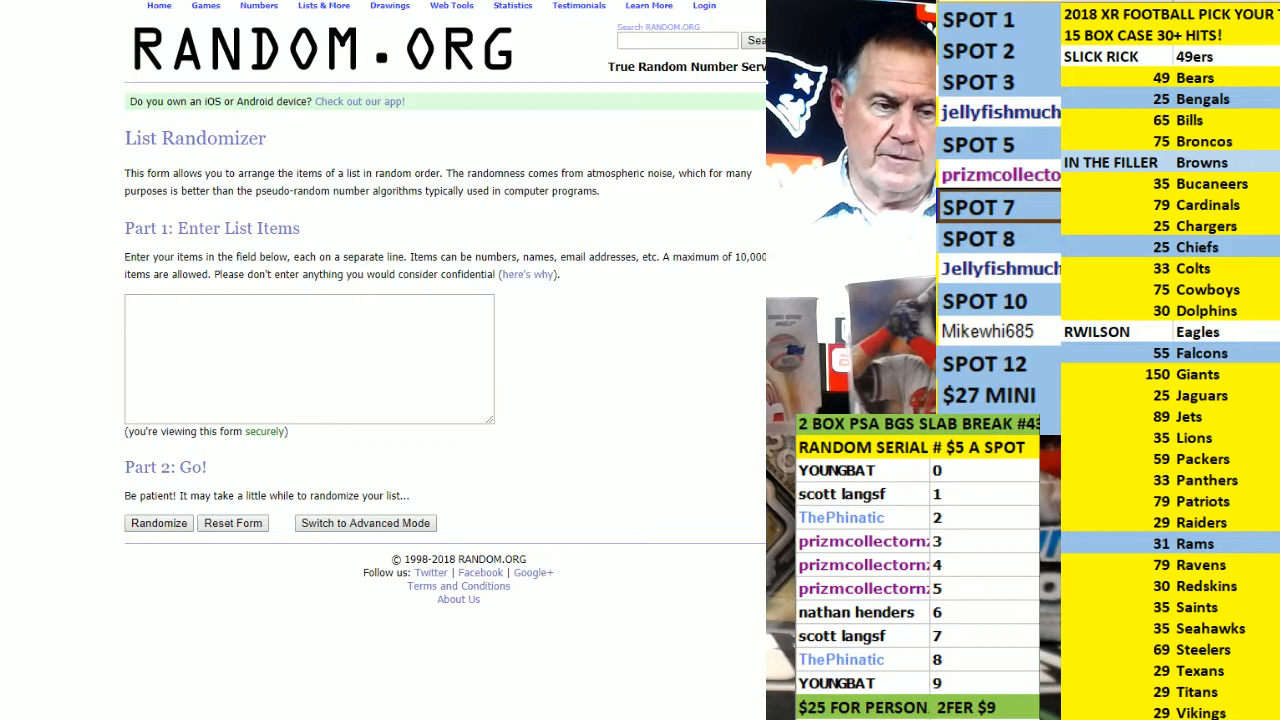 Home Games Numbers Lists & More Drawings Web Tools Statistics Testimonials Learn More Login
RANDOM.ORG
Search RANDOM.ORG
True Random Number
Do you own an iOS or Android device? Check out our app!
List Randomizer
This form allows you to arrange the items of a list in random order. The randomness comes from atmospheric noise, which for many
purposes is better than the pseudo-random number algorithms typically used in computer programs.
Part 1: Enter List Items
Enter your items in the field below, each on a separate line. Items can be numbers, names, email addresses, etc. A maximum of 10,000
items are allowed. Please don't enter anything you would consider confidential (here's why).
(you're viewing this form securely)
Part 2: Go!
Be patient! It may take a little while to randomize your list...
Randomize Reset Form Switch to Advanced Mode
© 1998-2018 RANDOM.ORG
Follow us: Twitter | Facebook | Google+
Terms and Conditions
About Us
SPOT 1
SPOT 2
SPOT 3
jellyfishmuch
SPOT 5
prizmcollecto
SPOT 7
SPOT 8
Jellyfishmuch
SPOT 10
Mikewhi685
SPOT 12
$27 MINI
2 BOX PSA BGS SLAB BREAK #43
RANDOM SERIAL # $5 A SPOT
YOUNGBAT 0
scott langsf 1
ThePhinatic 2
prizmcollectornz 3
prizmcollectornz 4
prizmcollectornz 5
nathan henders 6
scott langsf 7
ThePhinatic 8
YOUNGBAT 9
$25 FOR PERSON 2FER $9
2018 XR FOOTBALL PICK YOUR
15 BOX CASE 30+ HITS!
SLICK RICK 49ers
49 Bears
25 Bengals
65 Bills
75 Broncos
IN THE FILLER Browns
35 Bucaneers
79 Cardinals
25 Chargers
25 Chiefs
33 Colts
75 Cowboys
30 Dolphins
RWILSON Eagles
55 Falcons
150 Giants
25 Jaguars
89 Jets
35 Lions
59 Packers
33 Panthers
79 Patriots
29 Raiders
31 Rams
79 Ravens
30 Redskins
35 Saints
35 Seahawks
69 Steelers
29 Texans
29 Titans
29 Vikings